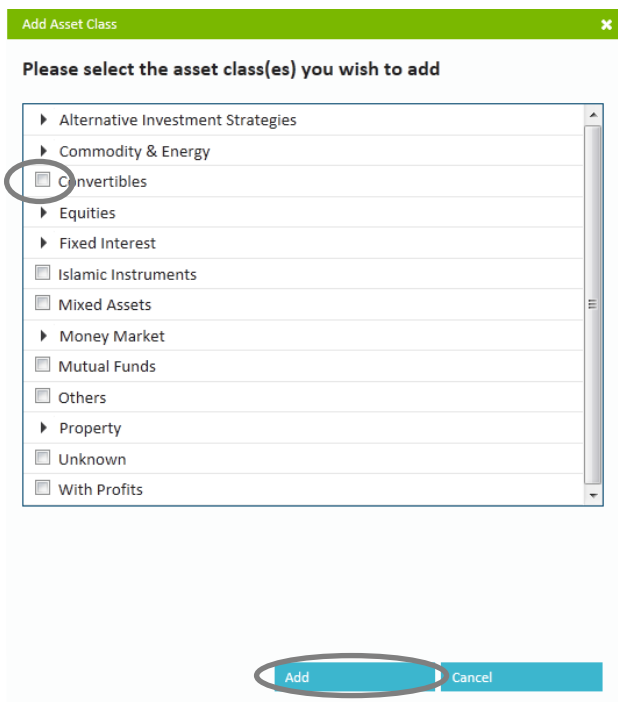 Add Asset Class
Please select the asset class(es) you wish to add
Alternative Investment Strategies
Commodity & Energy
Convertibles
Equities
Fixed Interest
Islamic Instruments
Mixed Assets
Money Market
Mutual Funds
Others
Property
Unknown
With Profits
Add Cancel